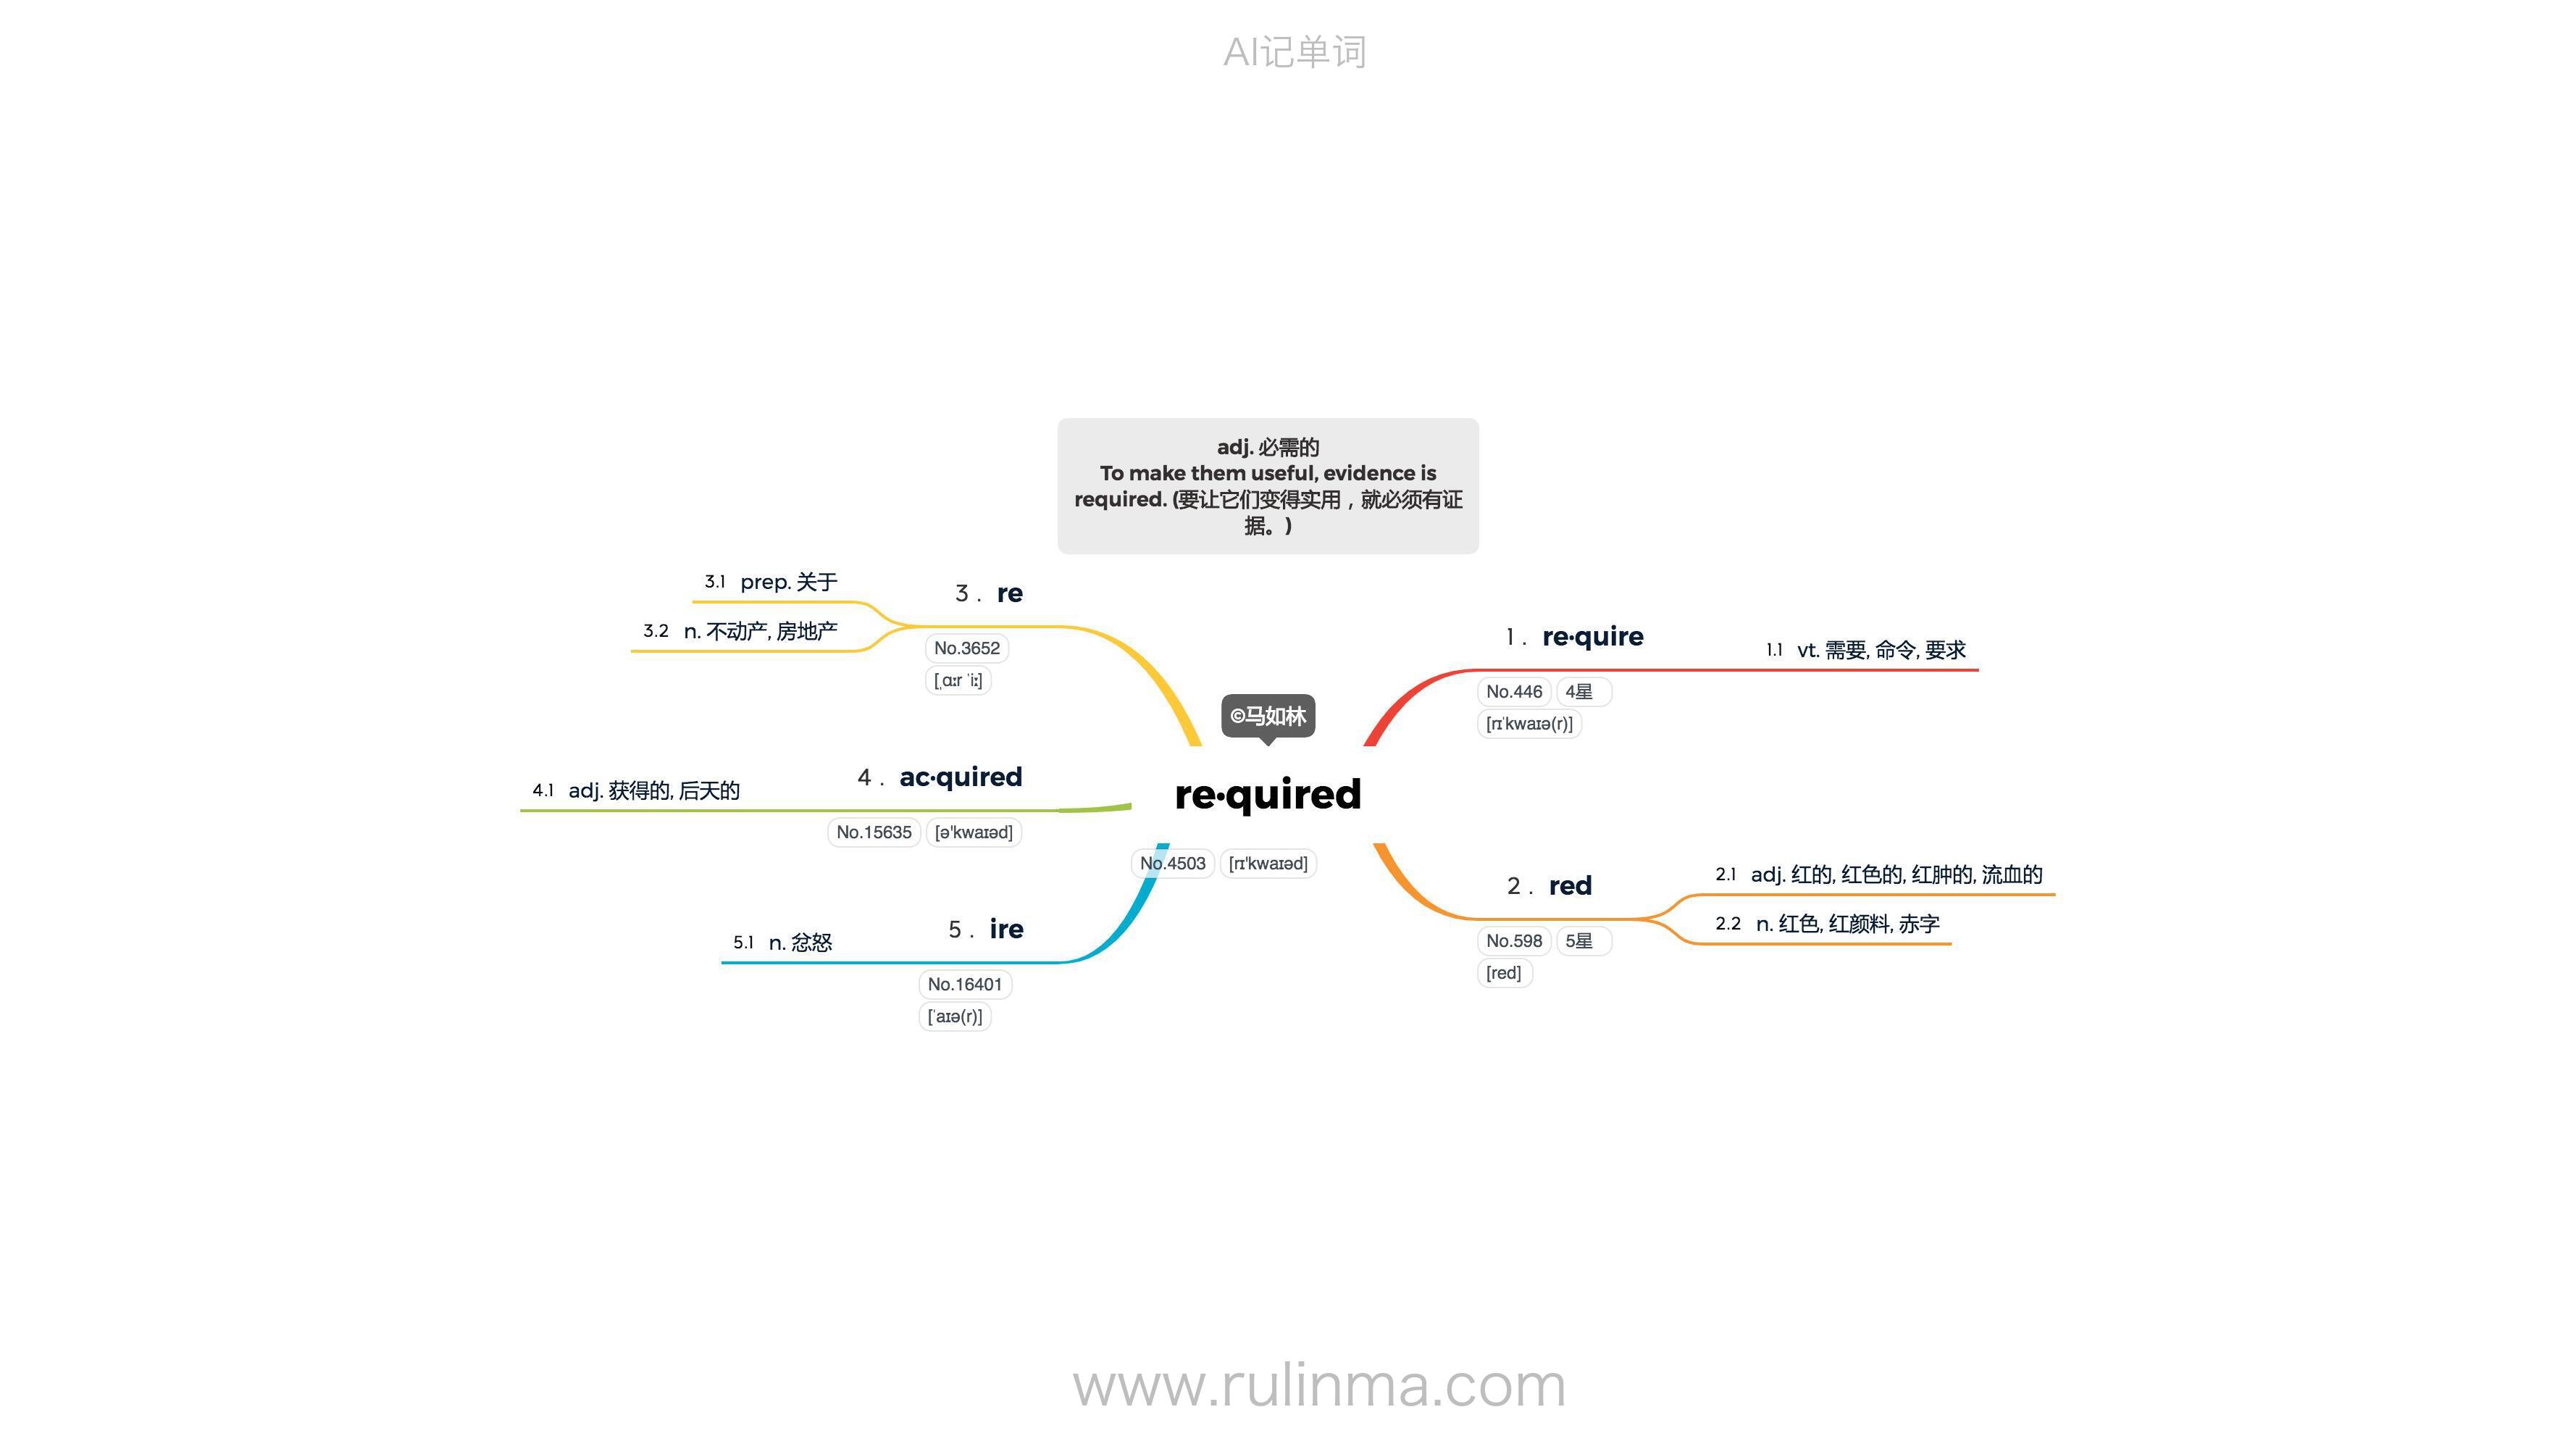 AI记单词
adj. 必需的
To make them useful, evidence is
required. (要让它们变得实用，就必须有证
据。)
©马如林
re·quired
No.4503 [rɪ'kwaɪəd]
1. re·quire
No.446 4星
[rɪˈkwaɪə(r)]
1.1 vt. 需要, 命令, 要求
2. red
No.598 5星
[red]
2.1 adj. 红的, 红色的, 红肿的, 流血的
2.2 n. 红色, 红颜料, 赤字
3. re
No.3652
[ˌɑːr ˈiː]
3.1 prep. 关于
3.2 n. 不动产, 房地产
4. ac·quired
No.15635 [ə'kwaɪəd]
4.1 adj. 获得的, 后天的
5. ire
No.16401
[ˈaɪə(r)]
5.1 n. 忿怒
www.rulinma.com